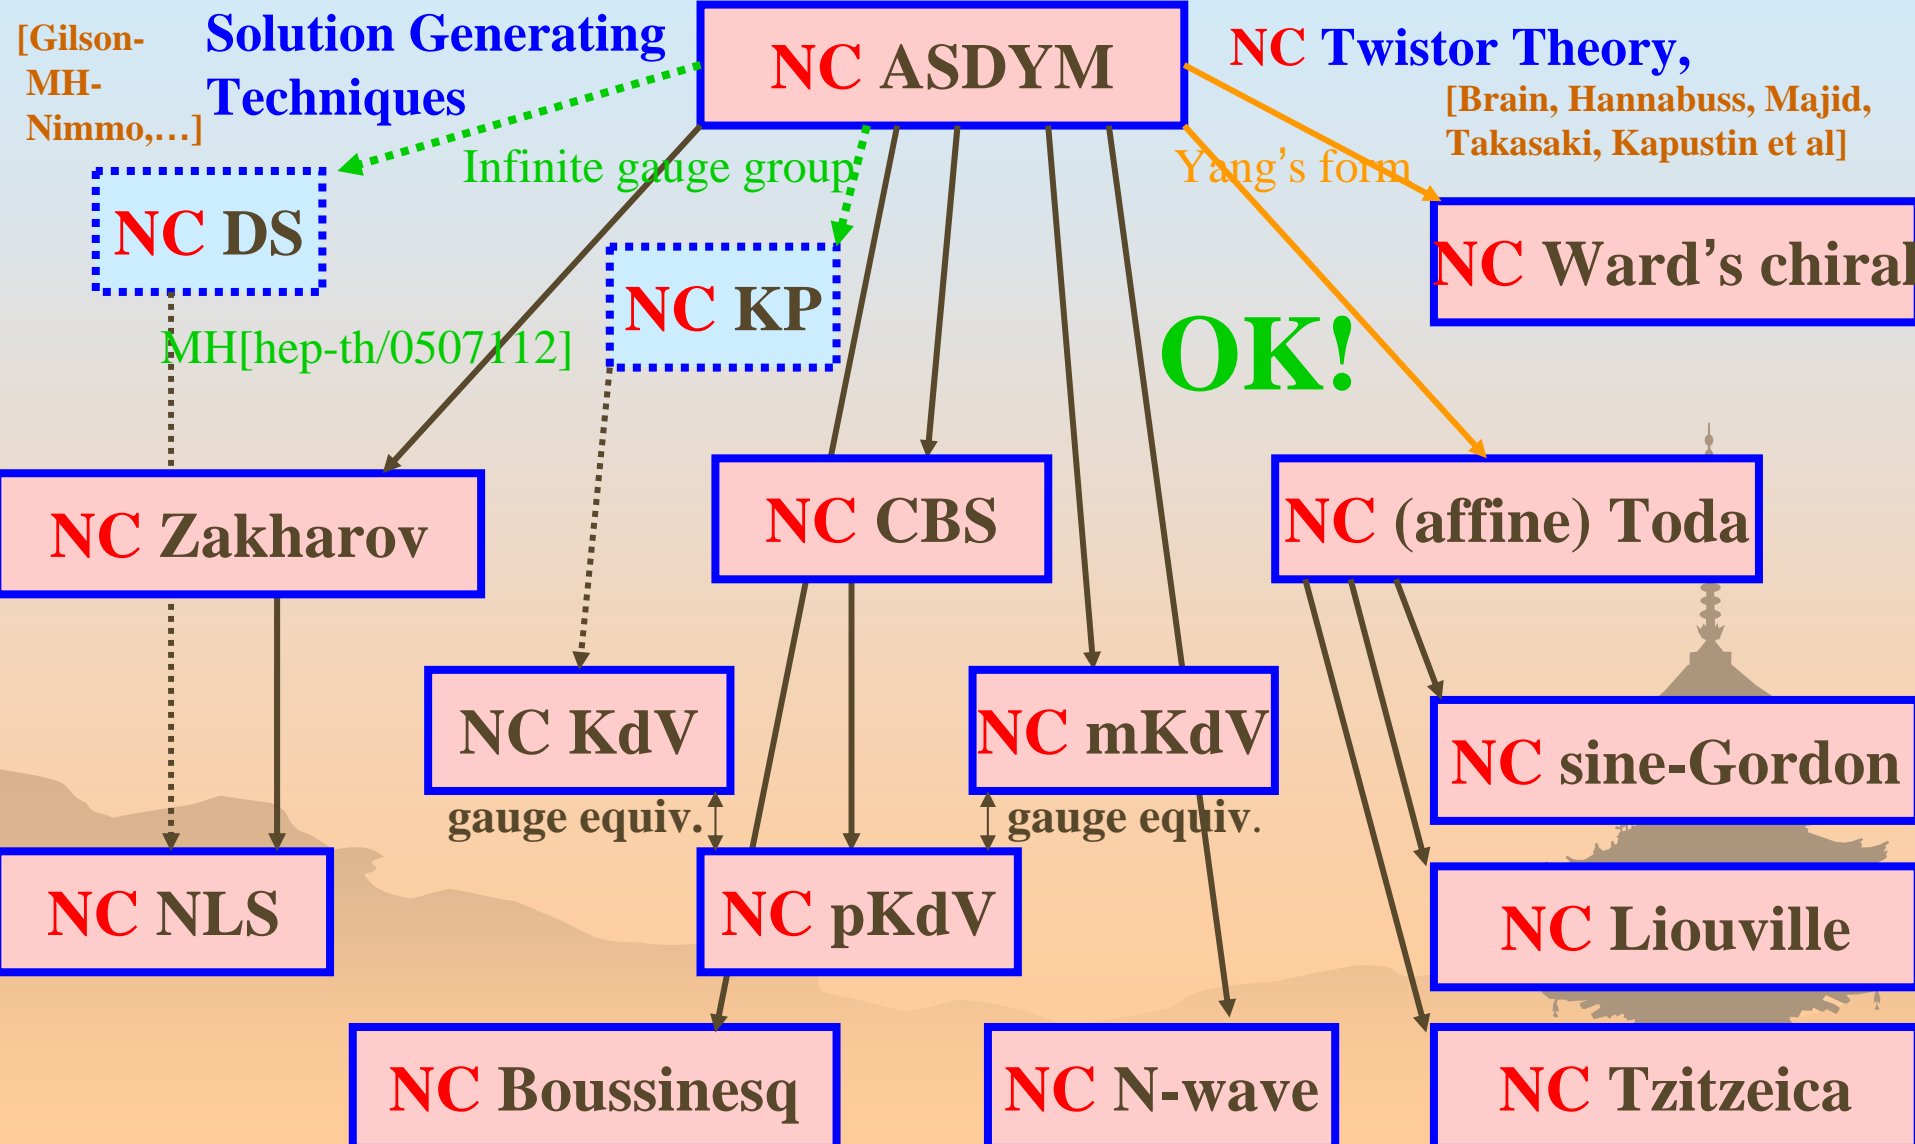 [Gilson-
MH-
Nimmo,…]
Solution Generating
Techniques
NC ASDYM
NC Twistor Theory,
[Brain, Hannabuss, Majid,
Takasaki, Kapustin et al]
Infinite gauge group
Yang’s form
NC DS
NC Ward’s chiral
NC KP
MH[hep-th/0507112]
OK!
NC Zakharov
NC CBS
NC (affine) Toda
NC KdV
NC mKdV
NC sine-Gordon
gauge equiv.
gauge equiv.
NC NLS
NC pKdV
NC Liouville
NC Boussinesq
NC N-wave
NC Tzitzeica